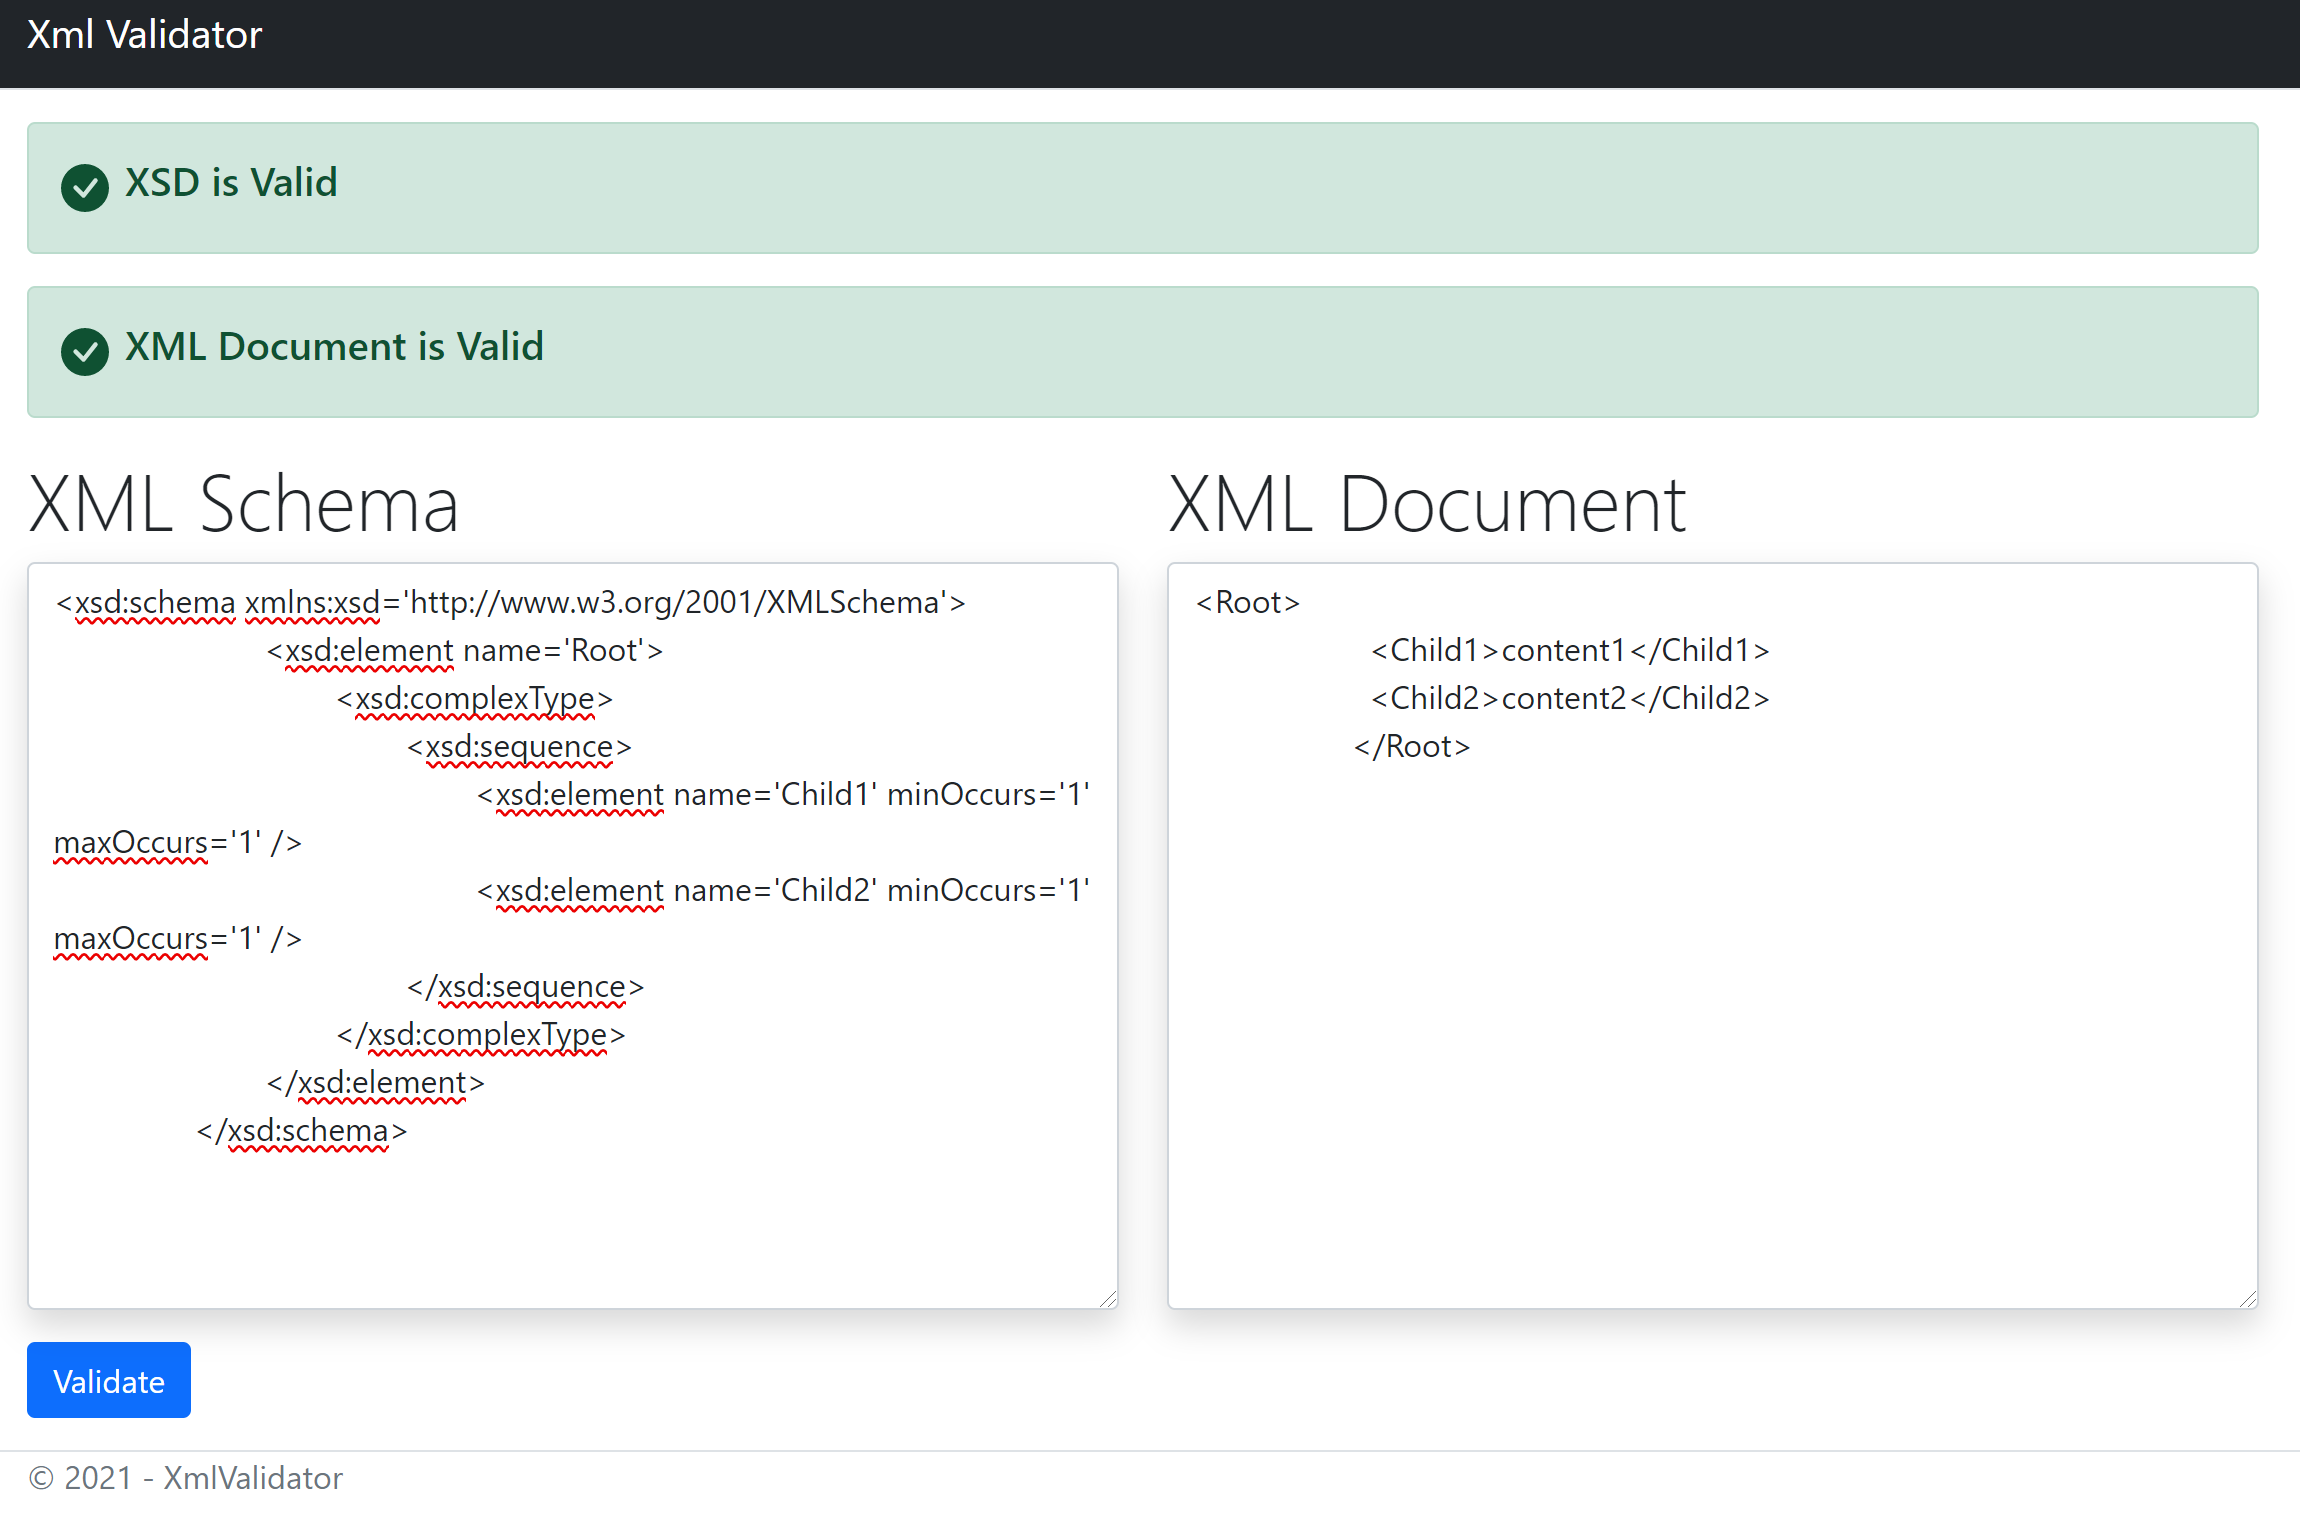 Xml Validator
XSD is Valid
XML Document is Valid
XML Schema
<xsd:schema xmlns:xsd='http://www.w3.org/2001/XMLSchema'>
<xsd:element name='Root'>
<xsd:complexType>
<xsd:sequence>
<xsd:element name='Child1' minOccurs='1'
maxOccurs='1' />
<xsd:element name='Child2' minOccurs='1'
maxOccurs='1' />
</xsd:sequence>
</xsd:complexType>
</xsd:element>
</xsd:schema>
XML Document
<Root>
<Child1>content1</Child1>
<Child2>content2</Child2>
</Root>
Validate
© 2021 - XmlValidator